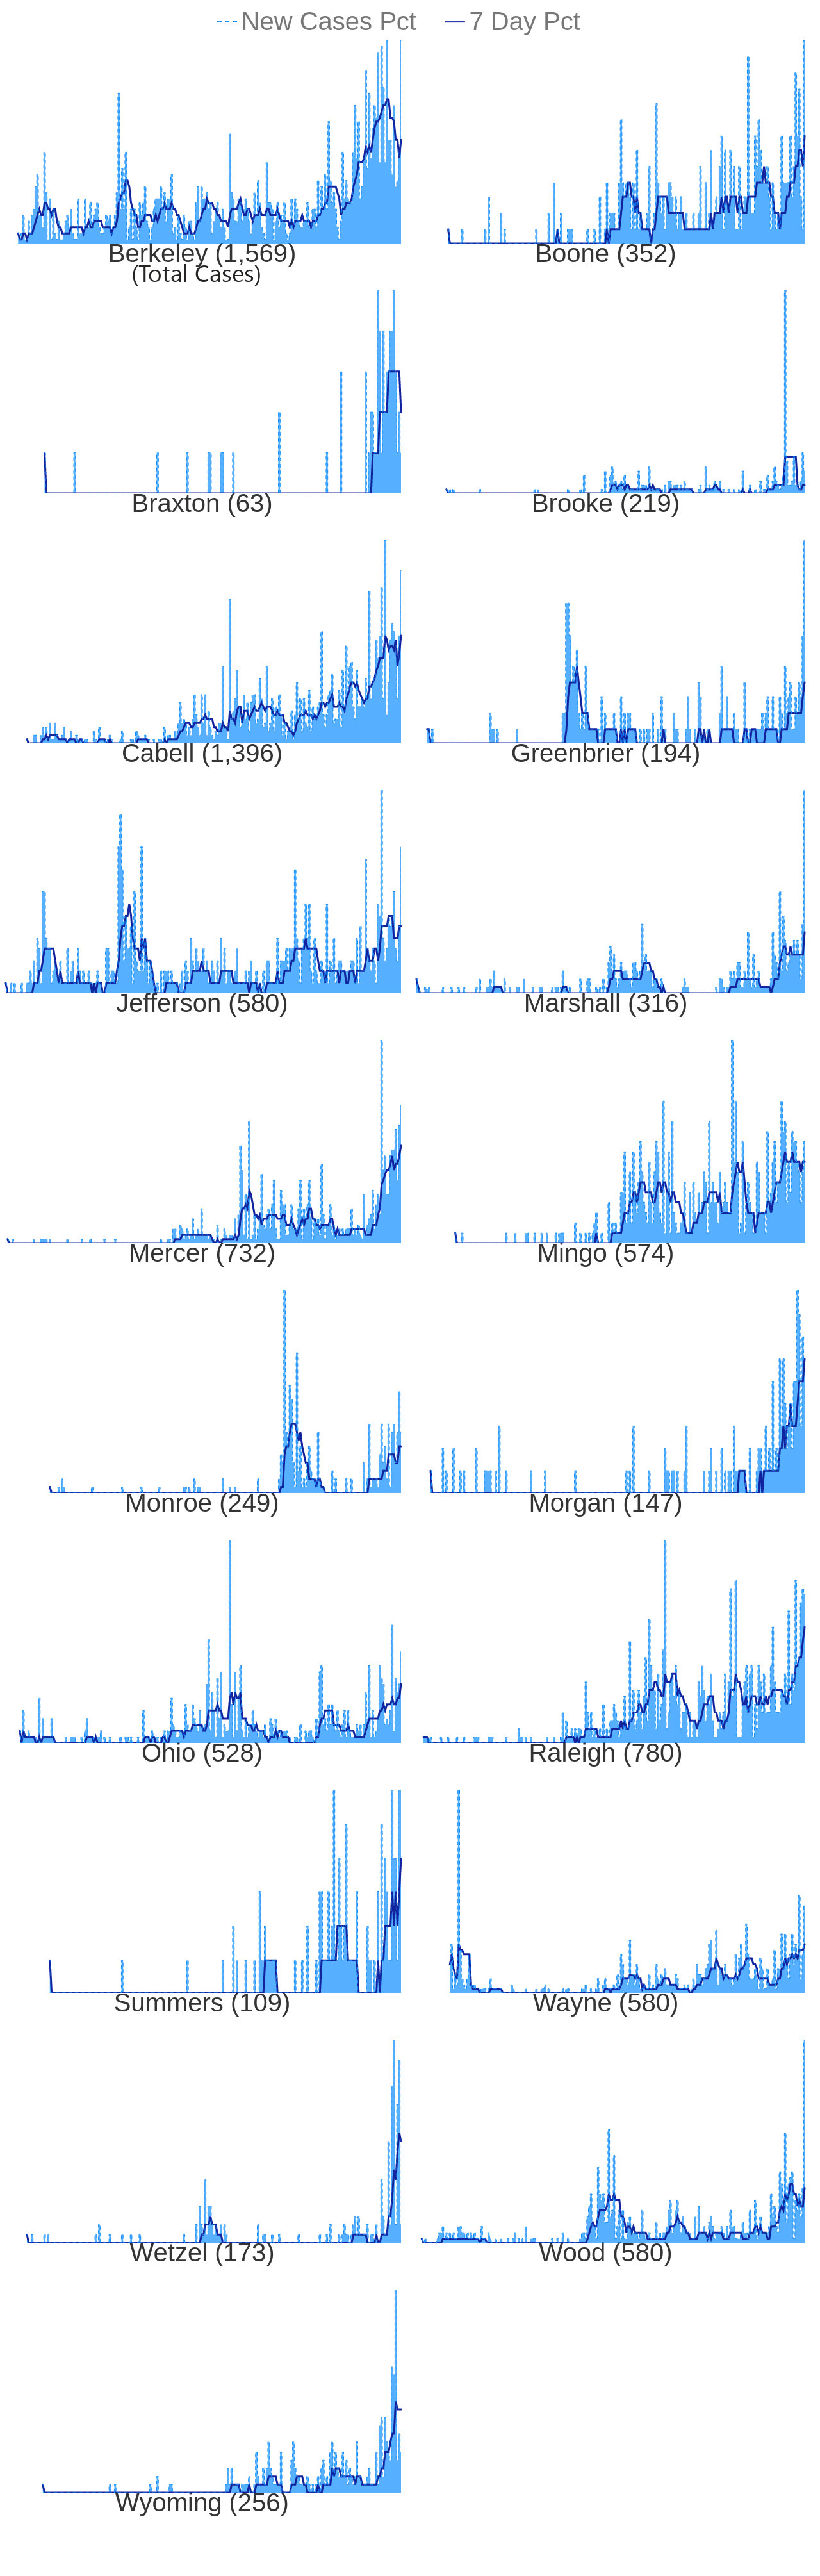 New Cases Pct 7 Day Pct
Berkeley (1,569) Boone (352)
(Total Cases)
Braxton (63) Brooke (219)
Cabell (1,396) Greenbrier (194)
Jefferson (580) Marshall (316)
Mercer (732) Mingo (574)
Monroe (249) Morgan (147)
Ohio (528) Raleigh (780)
Summers (109) Wayne (580)
Wetzel (173) Wood (580)
Wyoming (256)